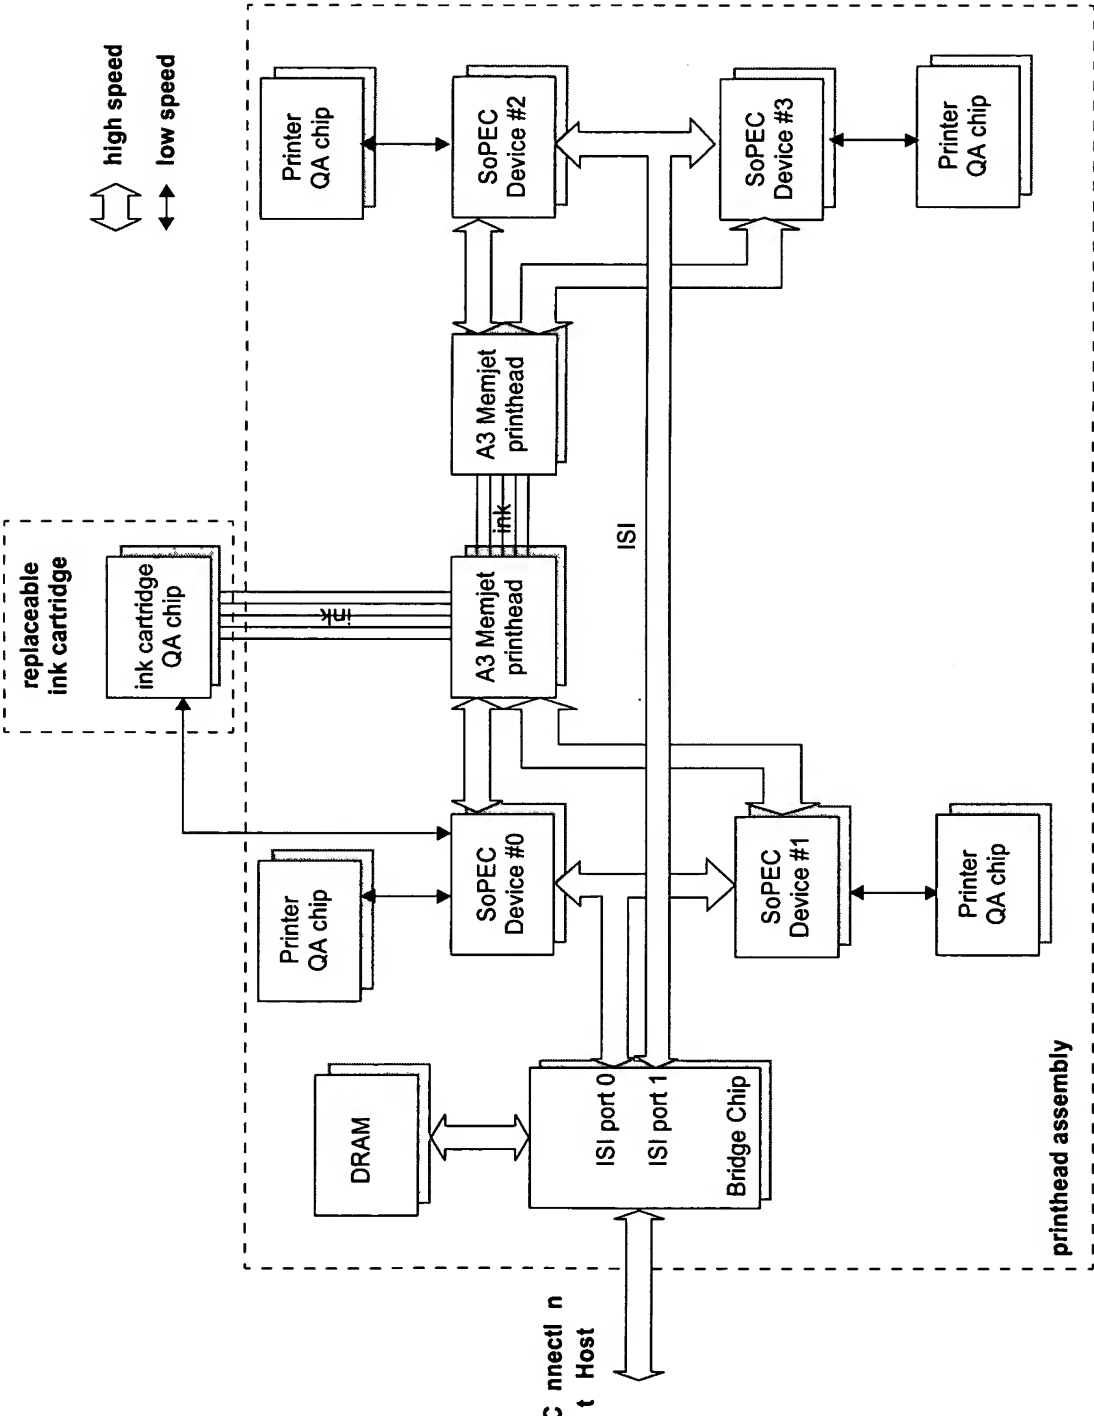 replaceable
ink cartridge
high speed
low speed
ink cartridge
QA chip
Printer
QA chip
Printer
QA chip
DRAM
ink
SoPEC
Device #0
A3 Memjet
printhead
ink
A3 Memjet
printhead
SoPEC
Device #2
C nnecti n
t Host
ISI port 0
ISI port 1
Bridge Chip
ISI
SoPEC
Device #1
SoPEC
Device #3
Printer
QA chip
Printer
QA chip
printhead assembly